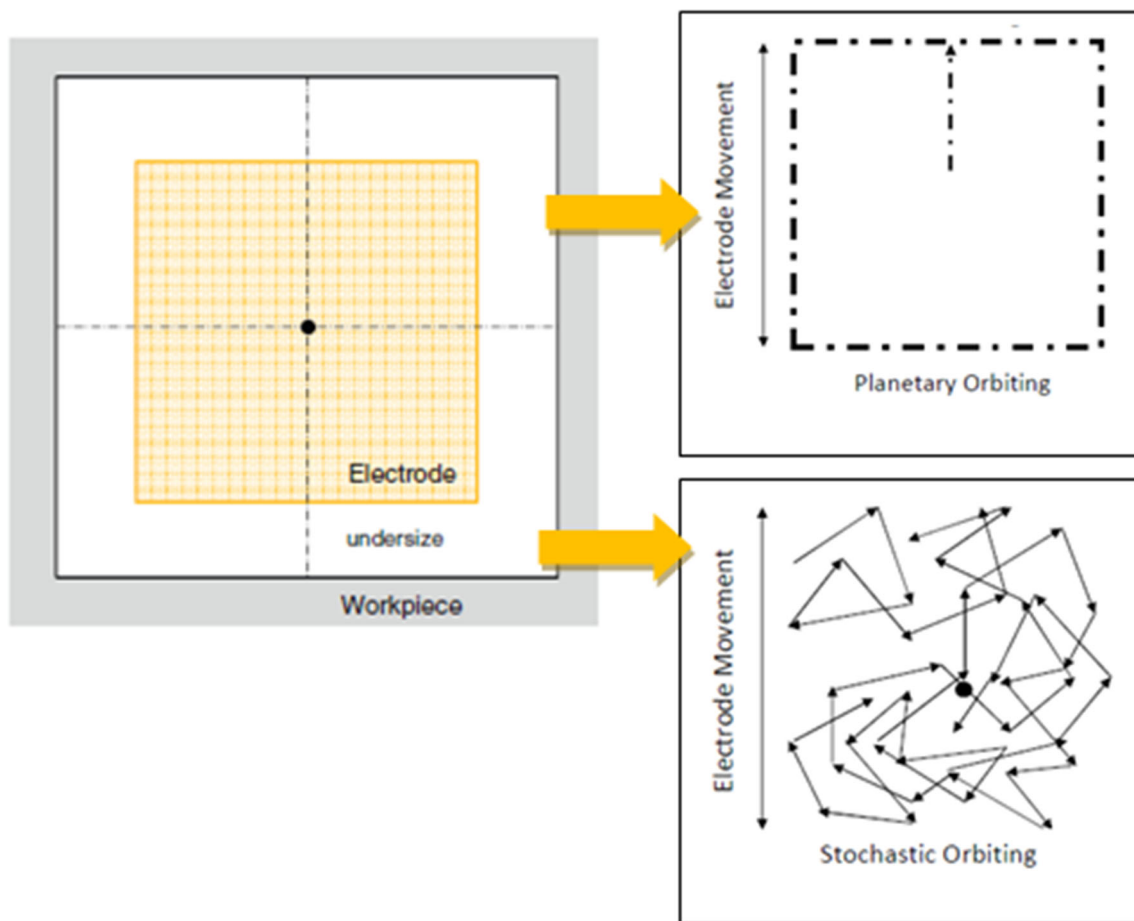 Electrode
undersize
Workpiece
Electrode Movement
Planetary Orbiting
Electrode Movement
Stochastic Orbiting